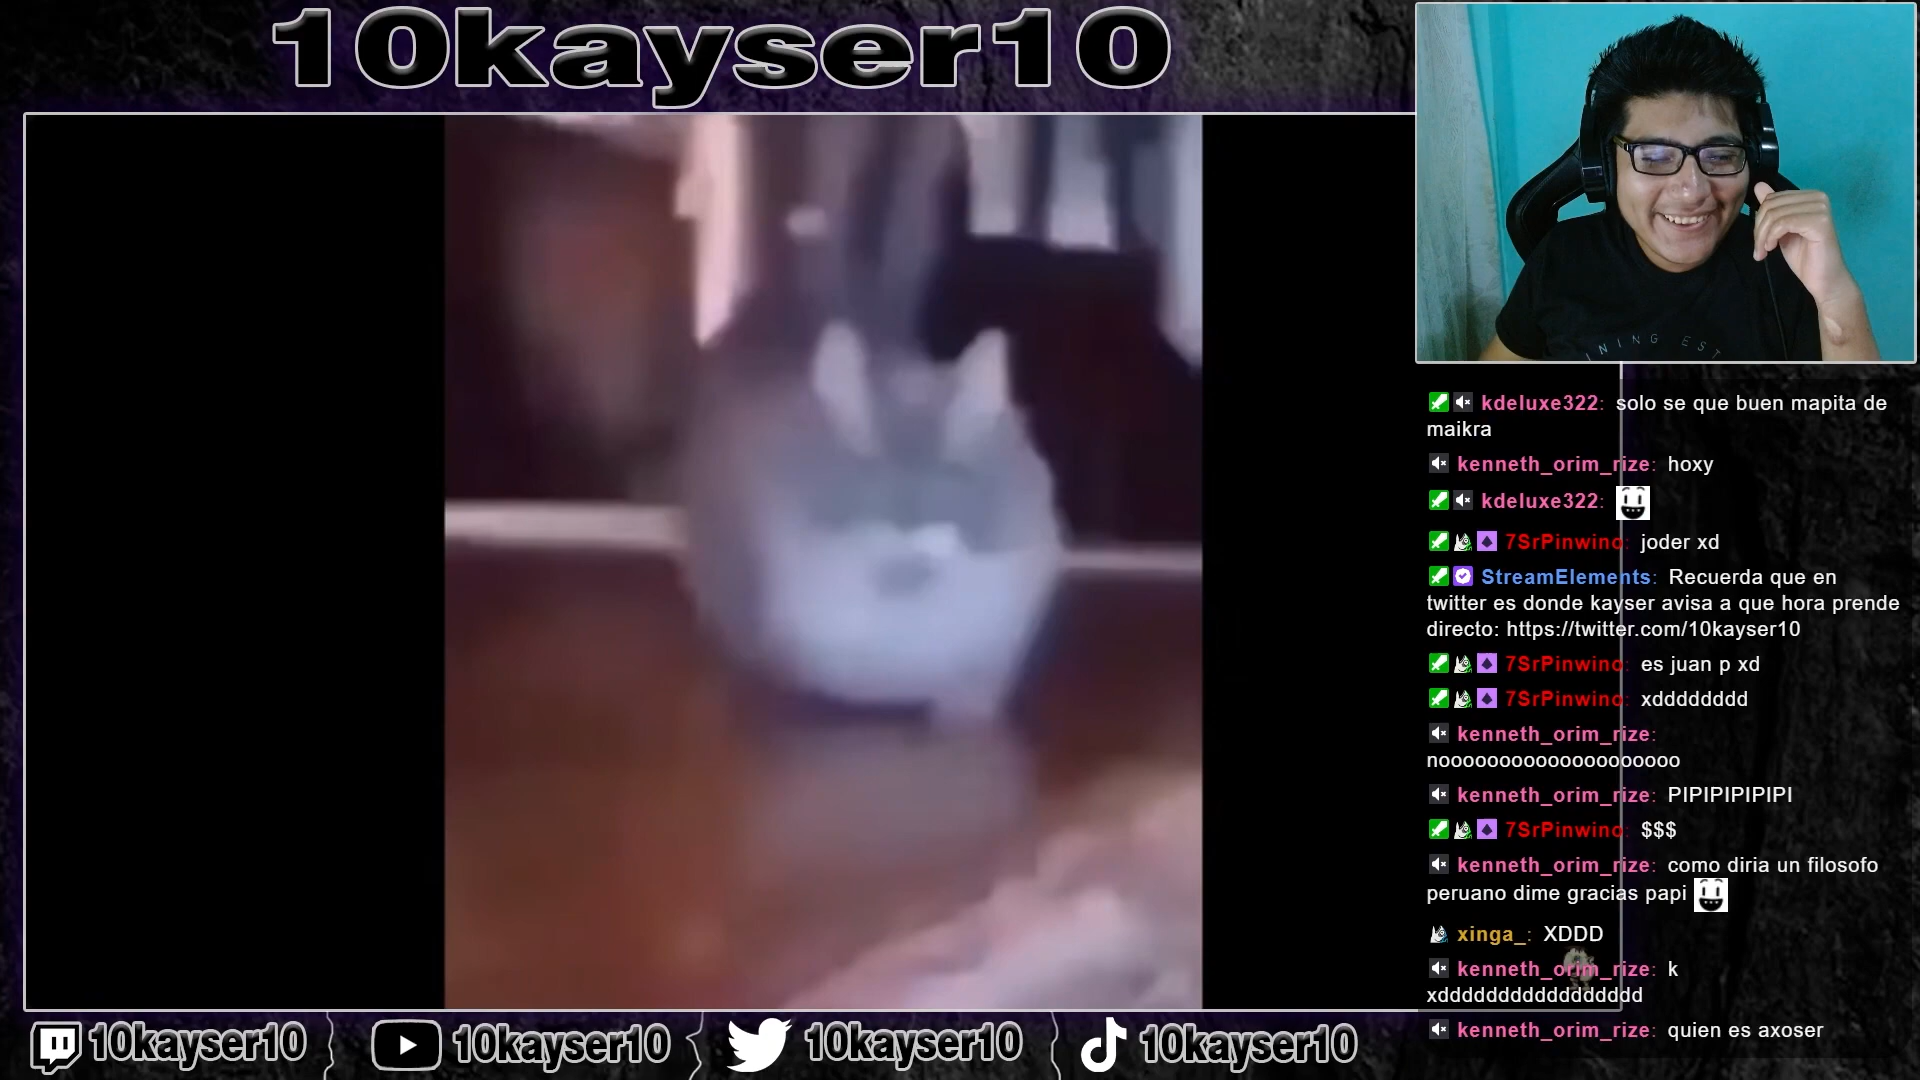 10kayser10
INING EST
kdeluxe322: solo se que buen mapita de
maikra
kenneth_orim_rize: hoxy
kdeluxe322:
7SrPinwino: joder xd
StreamElements: Recuerda que en
twitter es donde kayser avisa a que hora prende
directo: https://twitter.com/10kayser10
7SrPinwino: es juan p xd
7SrPinwino: xdddddddd
kenneth_orim_rize:
noooooooooooooooooooo
kenneth_orim_rize: PIPIPIPIPIPI
7SrPinwino: $$$
kenneth_orim_rize: como diria un filosofo
peruano dime gracias papi
xinga_: XDDD
kenneth_orim_rize: k
xddddddddddddddddd
kenneth_orim_rize: quien es axoser
10kayser10 10kayser10 10kayser10 10kayser10